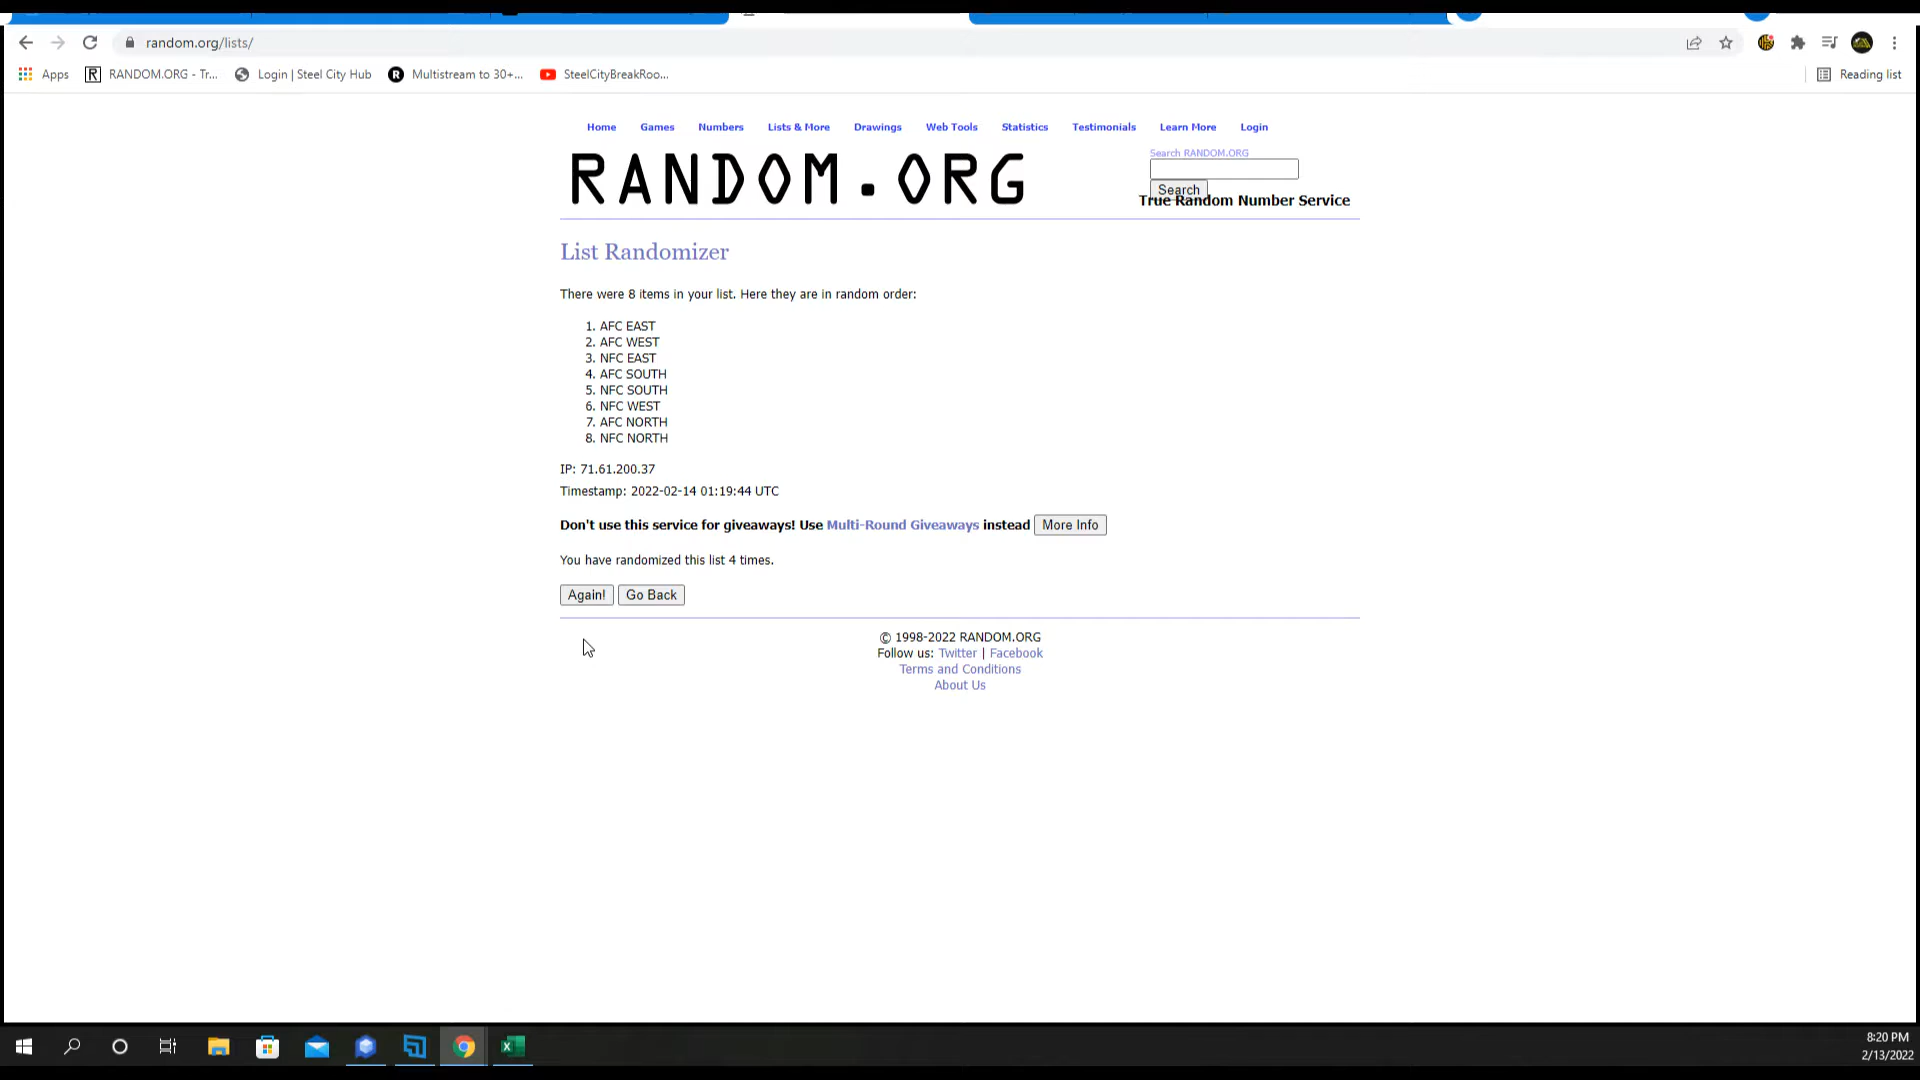 random.org/lists/
Apps RANDOM.ORG - Tr... Login | Steel City Hub Multistream to 30+... SteelCityBreakRoo... Reading list
Home Games Numbers Lists & More Drawings Web Tools Statistics Testimonials Learn More Login
RANDOM.ORG
Search RANDOM.ORG
Search
True Random Number Service
List Randomizer
There were 8 items in your list. Here they are in random order:
1. AFC EAST
2. AFC WEST
3. NFC EAST
4. AFC SOUTH
5. NFC SOUTH
6. NFC WEST
7. AFC NORTH
8. NFC NORTH
IP: 71.61.200.37
Timestamp: 2022-02-14 01:19:44 UTC
Don't use this service for giveaways! Use Multi-Round Giveaways instead More Info
You have randomized this list 4 times.
Again! Go Back
© 1998-2022 RANDOM.ORG
Follow us: Twitter | Facebook
Terms and Conditions
About Us
8:20 PM
2/13/2022